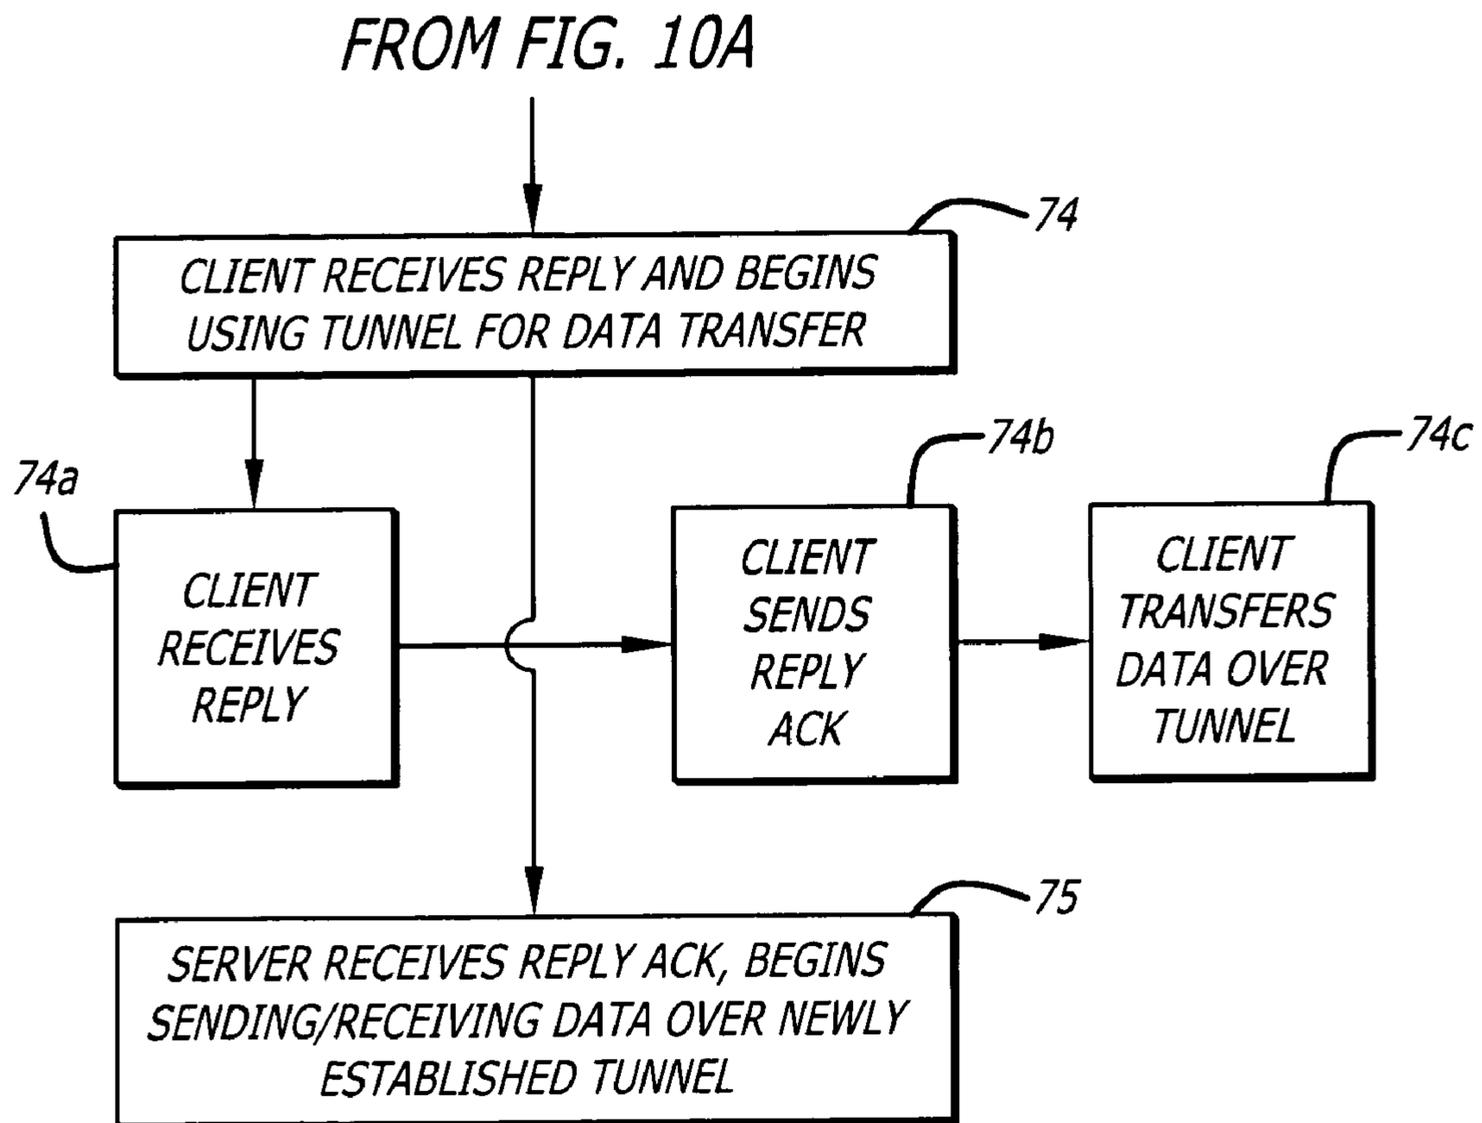 FROM FIG. 10A
74
CLIENT RECEIVES REPLY AND BEGINS
USING TUNNEL FOR DATA TRANSFER
74a
CLIENT
RECEIVES
REPLY
74b
CLIENT
SENDS
REPLY
ACK
74c
CLIENT
TRANSFERS
DATA OVER
TUNNEL
75
SERVER RECEIVES REPLY ACK, BEGINS
SENDING/RECEIVING DATA OVER NEWLY
ESTABLISHED TUNNEL